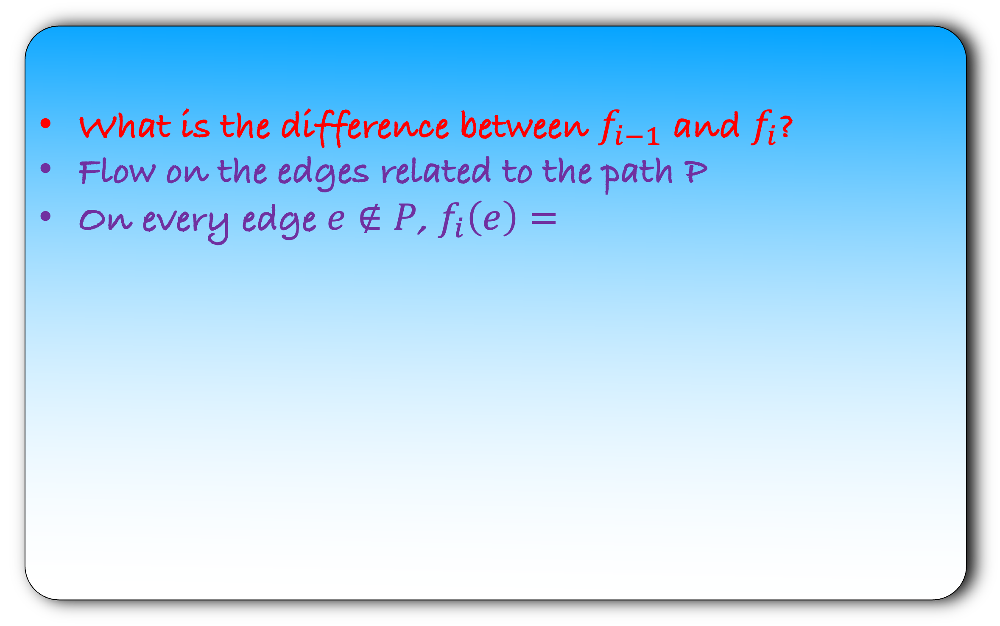 • What is the difference between $f_{i-1}$ and $f_i$?
• Flow on the edges related to the path P
• On every edge $e \notin P$, $f_i(e) =$